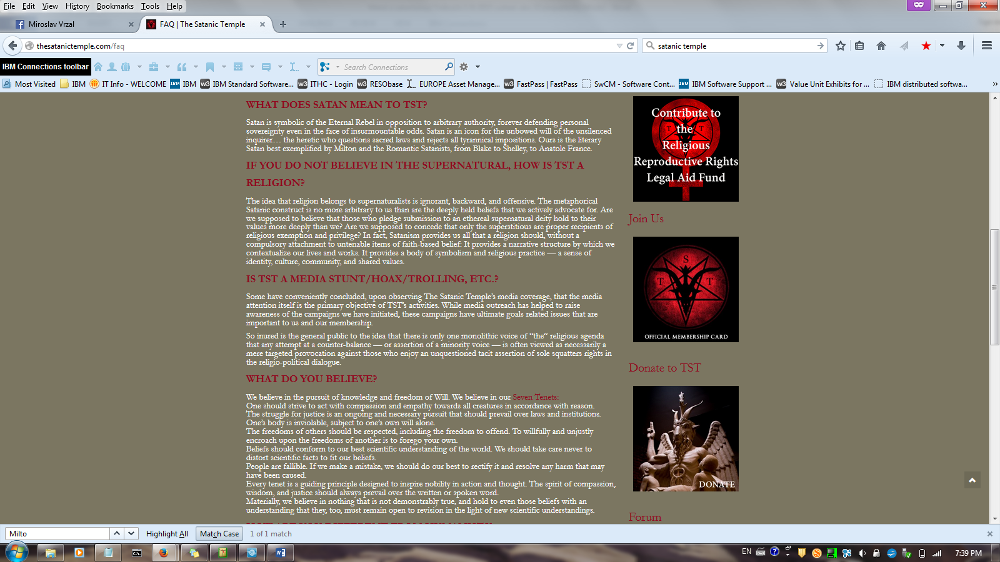 File Edit View History Bookmarks Tools Help
Miroslav Vrzal
FAQ | The Satanic Temple
thesatanictemple.com/faq
satanic temple
IBM Connections toolbar
Search Connections
Most Visited IBM IT Info - WELCOME IBM IBM Standard Software... ITHC - Login RESObase EUROPE Asset Manage... FastPass | FastPass SwCM - Software Cont... IBM Software Support ... Value Unit Exhibits for ... IBM distributed softwa...
WHAT DOES SATAN MEAN TO TST?
Satan is symbolic of the Eternal Rebel in opposition to arbitrary authority, forever defending personal
sovereignty even in the face of insurmountable odds. Satan is an icon for the unbowed will of the unsilenced
inquirer… the heretic who questions sacred laws and rejects all tyrannical impositions. Ours is the literary
Satan best exemplified by Milton and the Romantic Satanists, from Blake to Shelley, to Anatole France.
IF YOU DO NOT BELIEVE IN THE SUPERNATURAL, HOW IS TST A
RELIGION?
The idea that religion belongs to supernaturalists is ignorant, backward, and offensive. The metaphorical
Satanic construct is no more arbitrary to us than are the deeply held beliefs that we actively advocate for. Are
we supposed to believe that those who pledge submission to an ethereal supernatural deity hold to their
values more deeply than we? Are we supposed to concede that only the superstitious are proper recipients of
religious exemption and privilege? In fact, Satanism provides us all that a religion should, without a
compulsory attachment to untenable items of faith-based belief: It provides a narrative structure by which we
contextualize our lives and works. It provides a body of symbolism and religious practice — a sense of
identity, culture, community, and shared values.
IS TST A MEDIA STUNT/HOAX/TROLLING, ETC.?
Some have conveniently concluded, upon observing The Satanic Temple’s media coverage, that the media
attention itself is the primary objective of TST’s activities. While media outreach has helped to raise
awareness of the campaigns we have initiated, these campaigns have ultimate goals related issues that are
important to us and our membership.
So inured is the general public to the idea that there is only one monolithic voice of “the” religious agenda
that any attempt at a counter-balance — or assertion of a minority voice — is often viewed as necessarily a
mere targeted provocation against those who enjoy an unquestioned tacit assertion of sole squatters rights in
the religio-political dialogue.
WHAT DO YOU BELIEVE?
We believe in the pursuit of knowledge and freedom of Will. We believe in our Seven Tenets:
One should strive to act with compassion and empathy towards all creatures in accordance with reason.
The struggle for justice is an ongoing and necessary pursuit that should prevail over laws and institutions.
One’s body is inviolable, subject to one’s own will alone.
The freedoms of others should be respected, including the freedom to offend. To willfully and unjustly
encroach upon the freedoms of another is to forego your own.
Beliefs should conform to our best scientific understanding of the world. We should take care never to
distort scientific facts to fit our beliefs.
People are fallible. If we make a mistake, we should do our best to rectify it and resolve any harm that may
have been caused.
Every tenet is a guiding principle designed to inspire nobility in action and thought. The spirit of compassion,
wisdom, and justice should always prevail over the written or spoken word.
Materially, we believe in nothing that is not demonstrably true, and hold to even those beliefs with an
understanding that they, too, must remain open to revision in the light of new scientific understandings.
Contribute to
the
Religious
Reproductive Rights
Legal Aid Fund
Join Us
S
T T
OFFICIAL MEMBERSHIP CARD
Donate to TST
DONATE
Forum
Milto
Highlight All Match Case 1 of 1 match
EN 7:39 PM